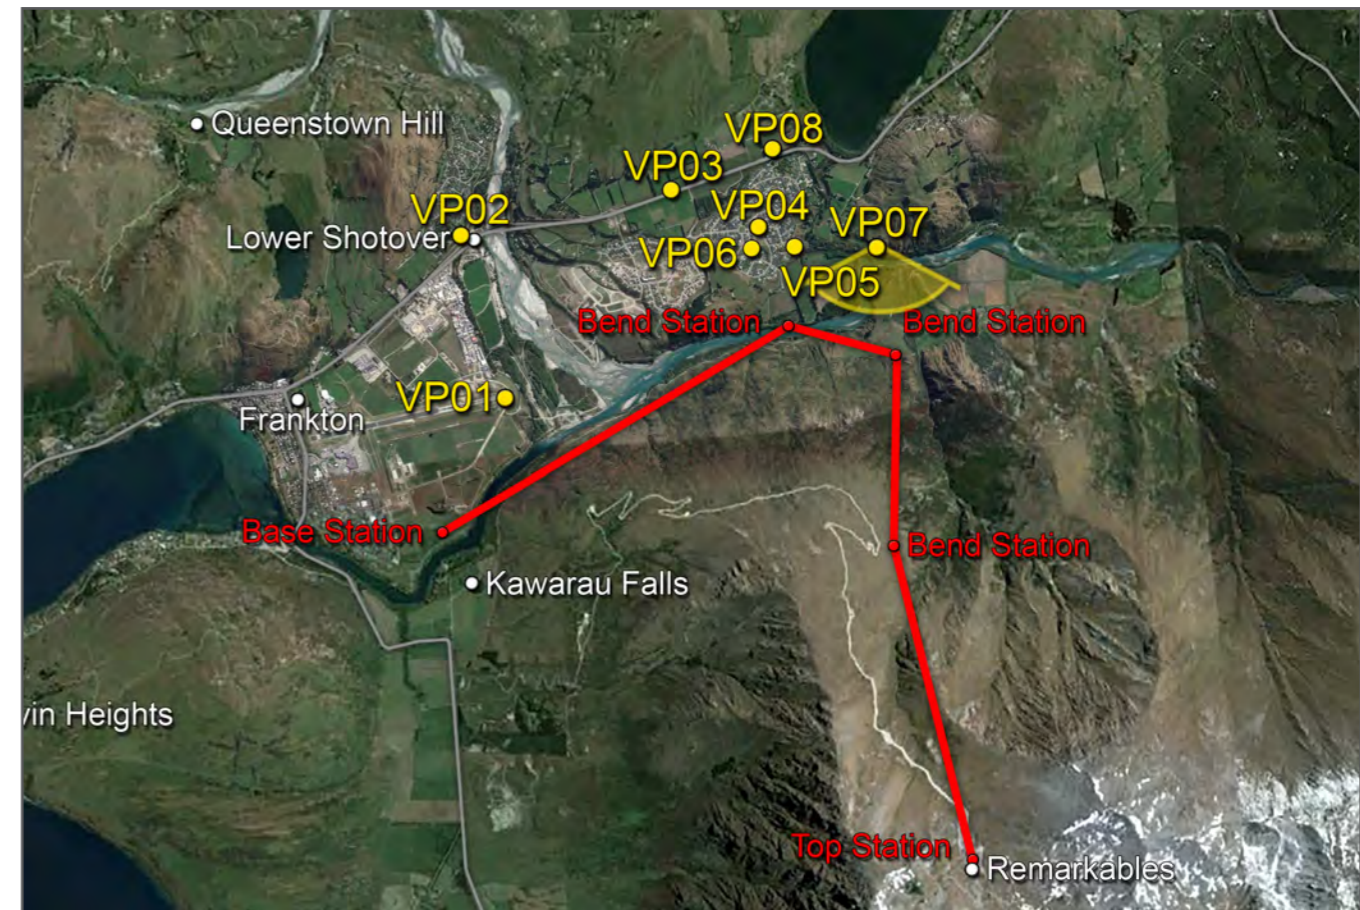 Queenstown Hill
VP08
VP03
VP02
VP04
VP07
Lower Shotover
VP06
VP05
Bend Station
Bend Station
VP01
Frankton
Base Station
Bend Station
Kawarau Falls
vin Heights
Top Station
Remarkables